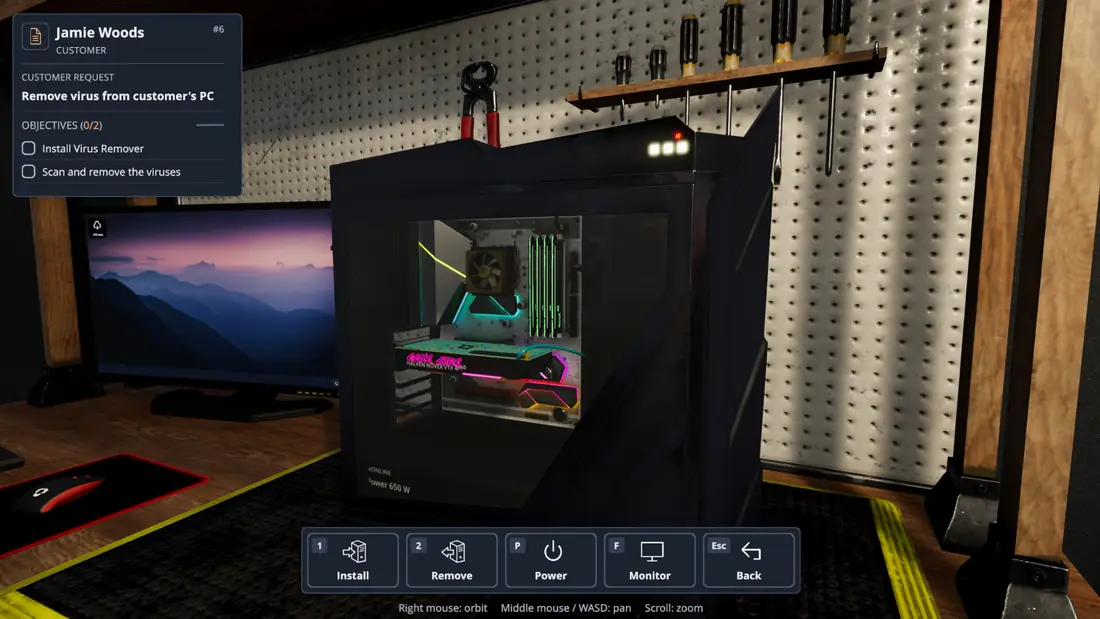 Jamie Woods
#6
CUSTOMER
CUSTOMER REQUEST
Remove virus from customer's PC
OBJECTIVES (0/2)
Install Virus Remover
Scan and remove the viruses
ower 650 W
1
Install
2
Remove
P
Power
F
Monitor
Esc
Back
Right mouse: orbit Middle mouse / WASD: pan Scroll: zoom